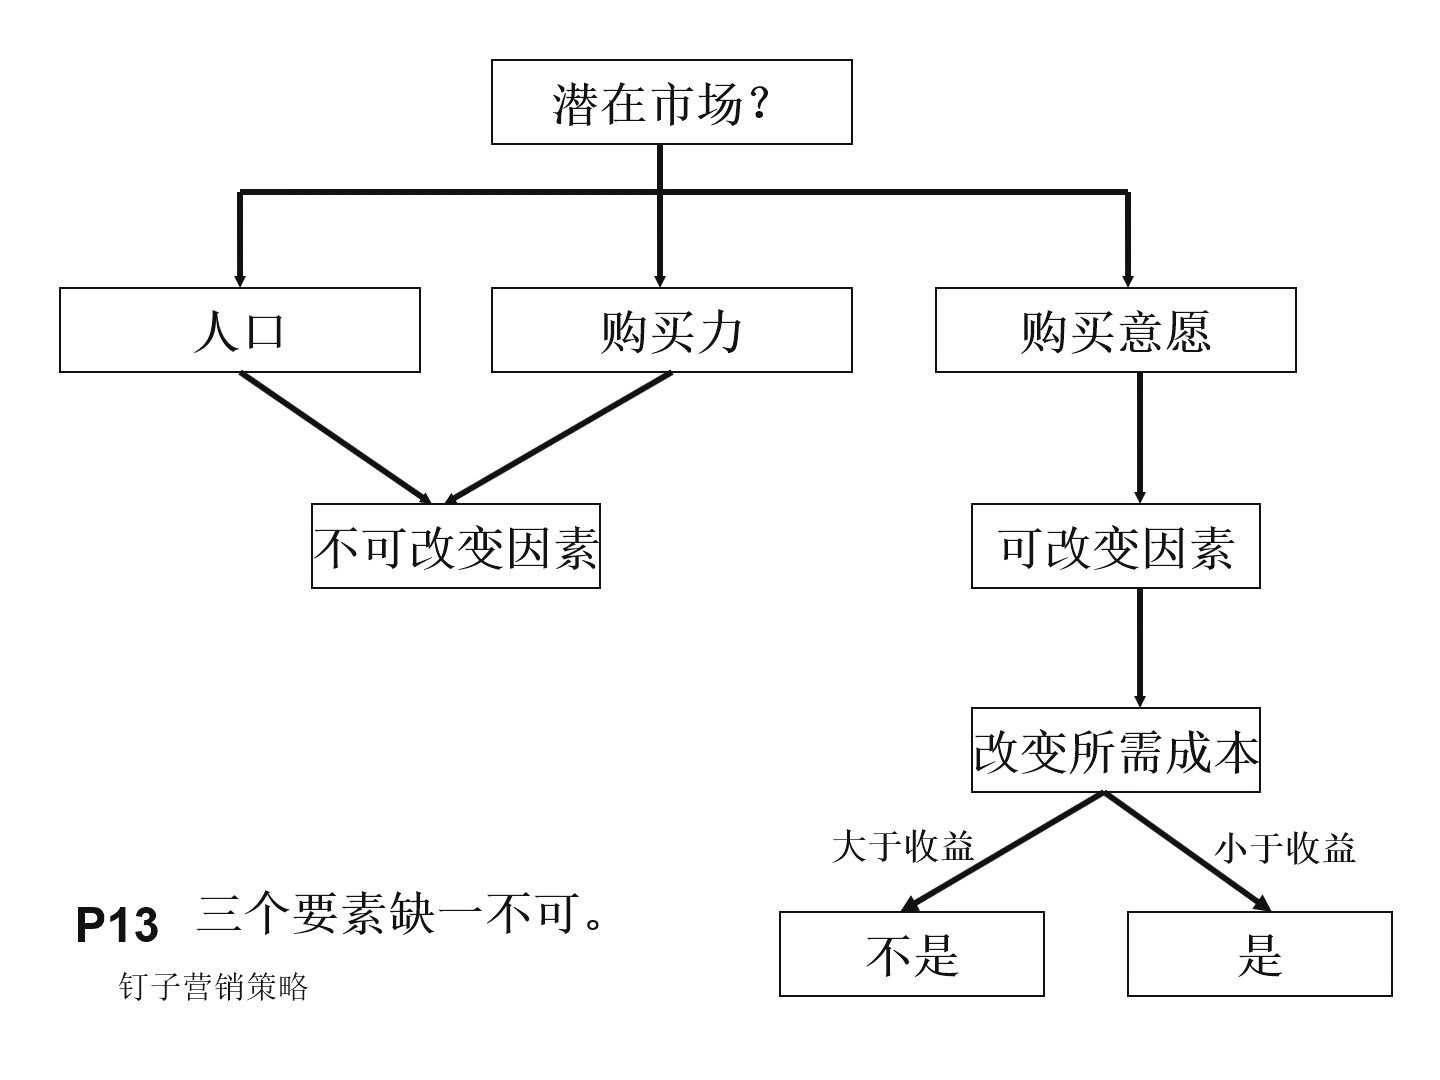 潜在市场？
人口
购买力
购买意愿
不可改变因素
可改变因素
改变所需成本
大于收益
小于收益
不是
是
P13 三个要素缺一不可。
钉子营销策略